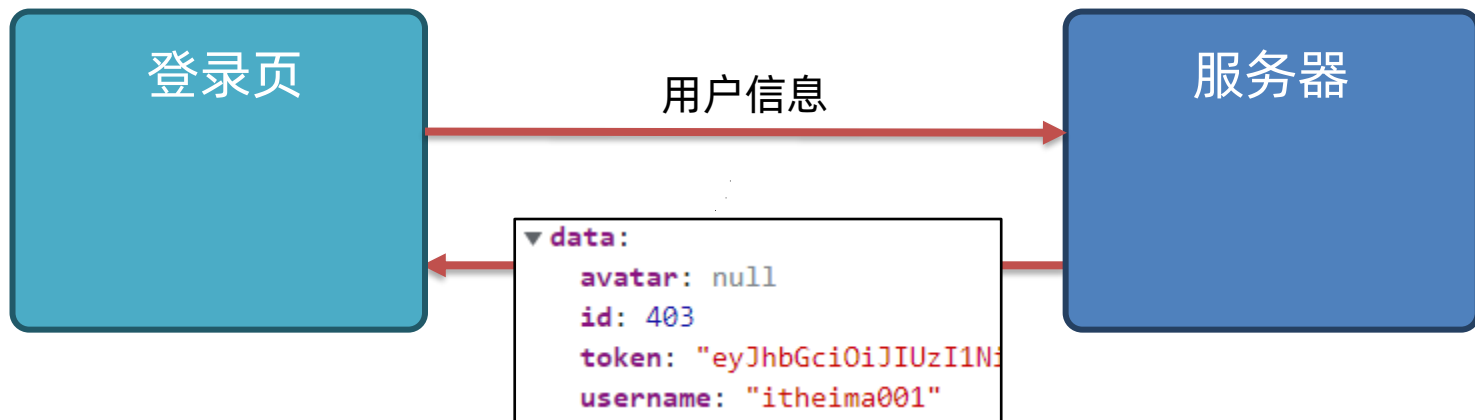 登录页
用户信息
服务器
▼ data:
avatar: null
id: 403
token: "eyJhbGciOiJIUzI1Ni
username: "itheima001"